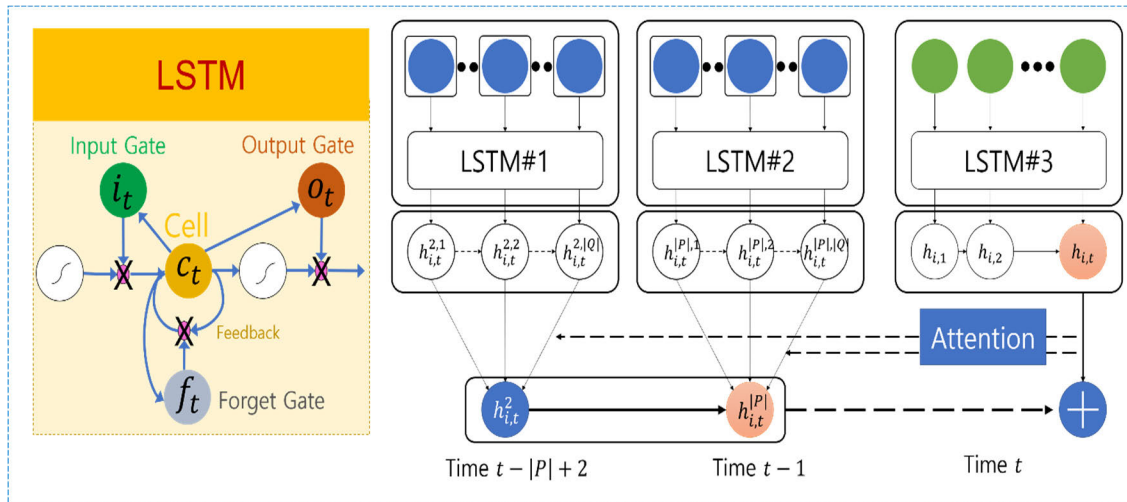 LSTM
Input Gate
Output Gate
i_t
o_t
Cell
c_t
X
X
X
Feedback
f_t
Forget Gate
LSTM#1
LSTM#2
LSTM#3
h_{i,t}^{2,1}
h_{i,t}^{2,2}
h_{i,t}^{2,|Q|}
h_{i,t}^{|P|,1}
h_{i,t}^{|P|,2}
h_{i,t}^{|P|,|Q|}
h_{i,1}
h_{i,2}
h_{i,t}
Attention
h_{i,t}^{2}
h_{i,t}^{|P|}
+
Time t − |P| + 2
Time t − 1
Time t